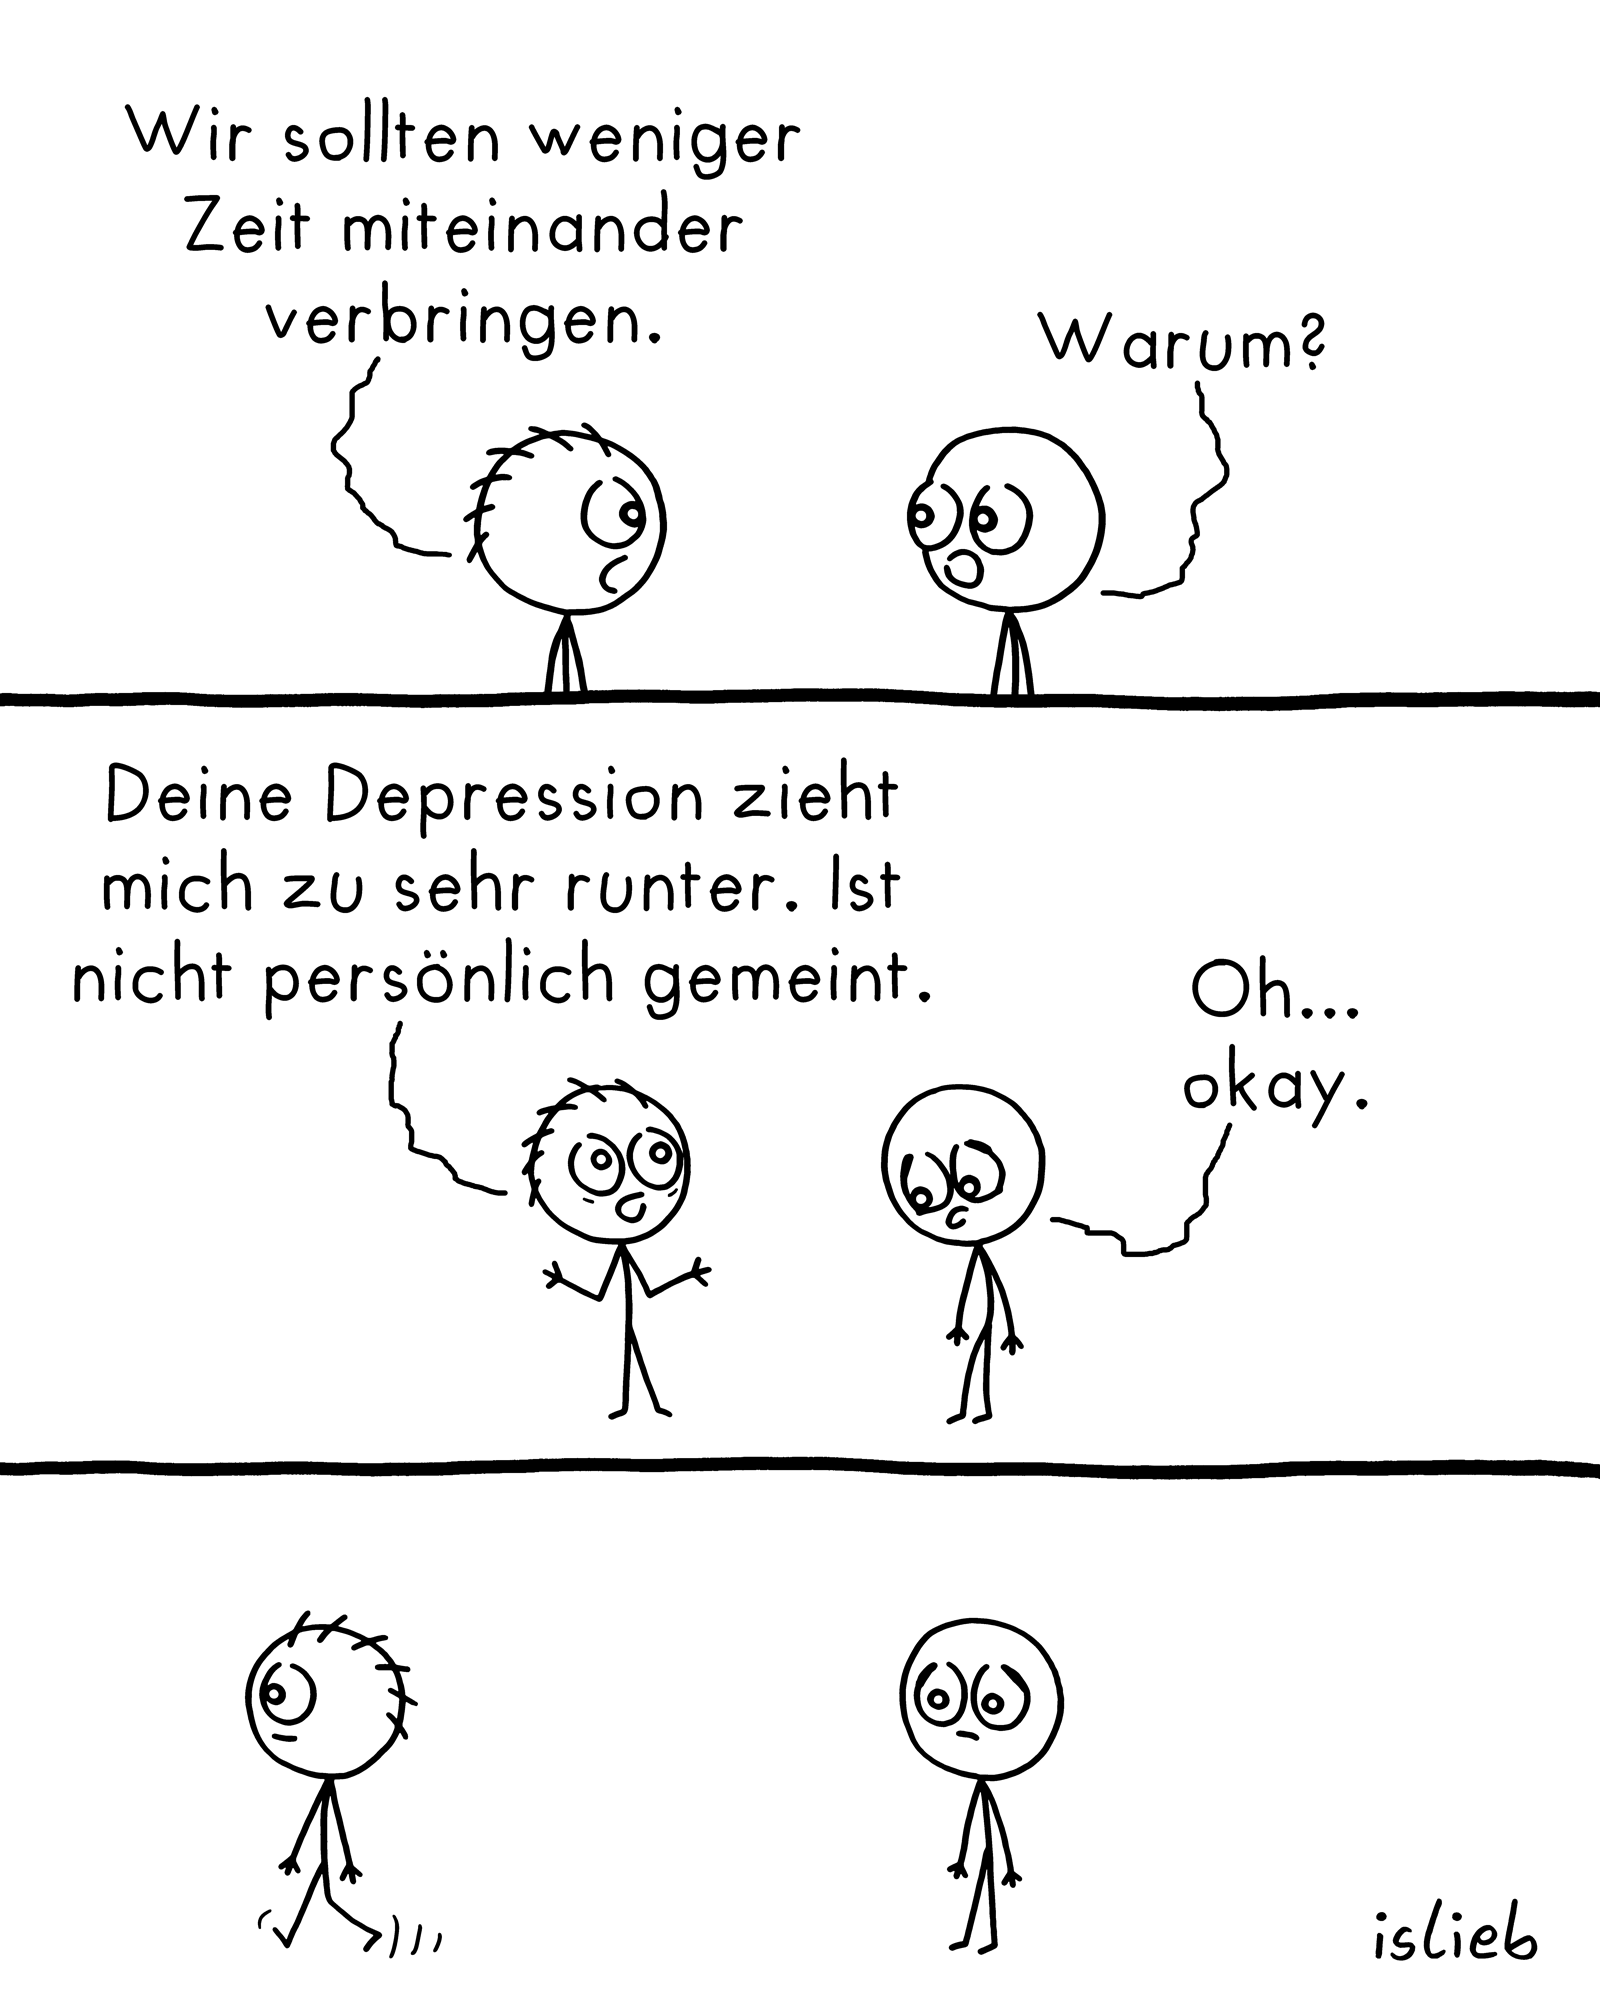 Wir sollten weniger
Zeit miteinander
verbringen.
Warum?
Deine Depression zieht
mich zu sehr runter. Ist
nicht persönlich gemeint.
Oh...
okay.
islieb